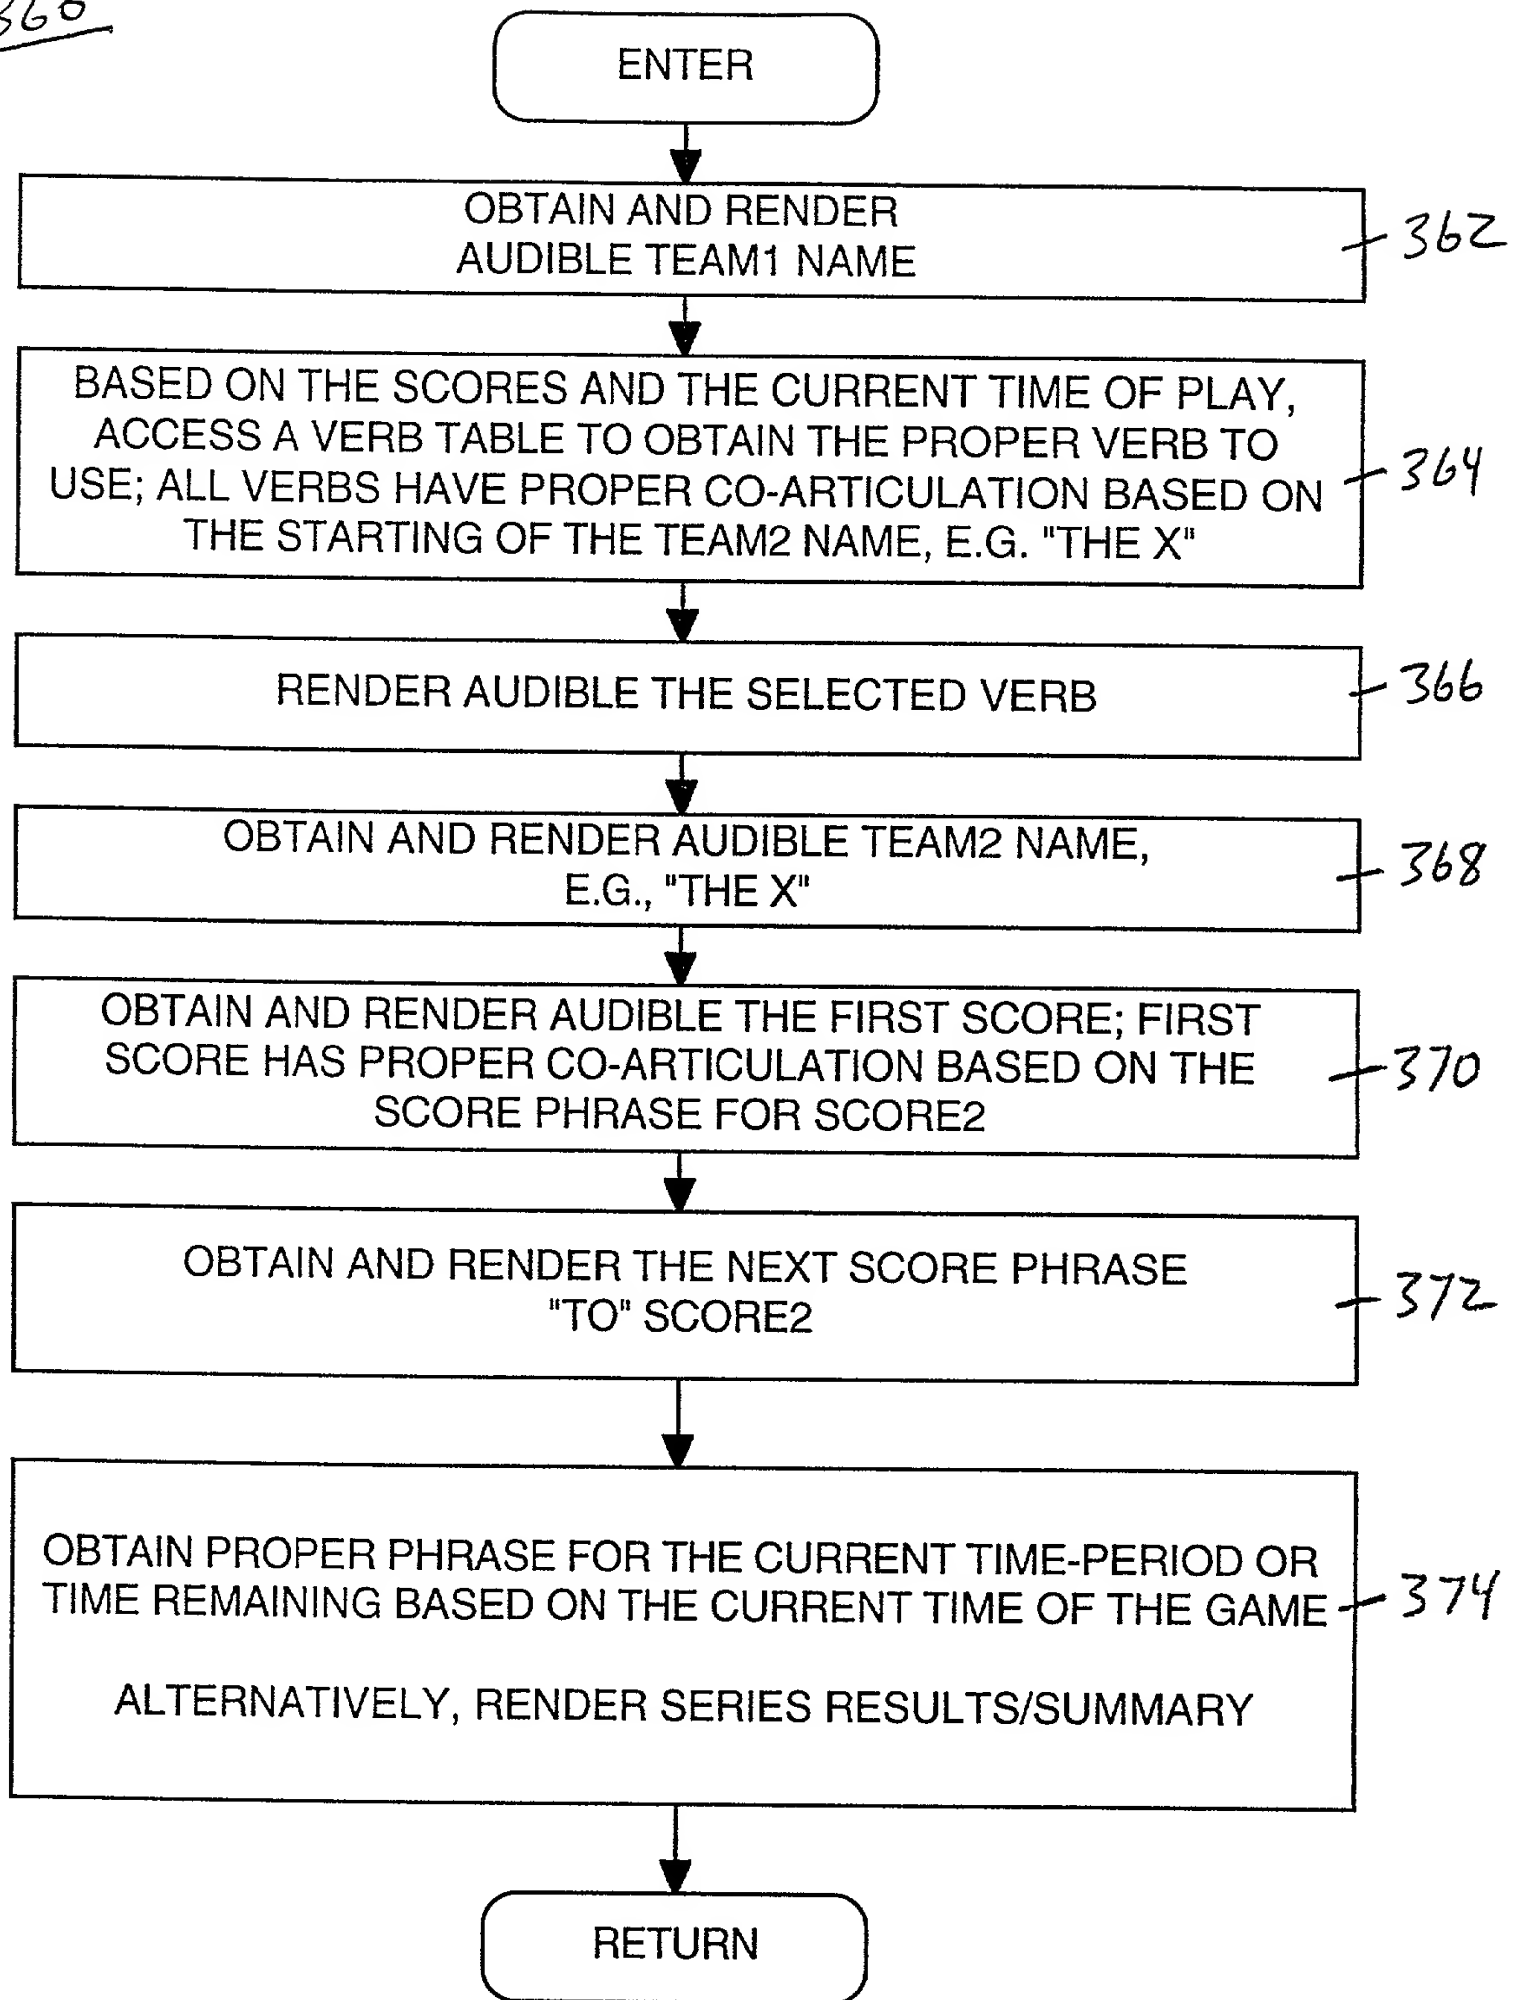 360
ENTER
OBTAIN AND RENDER
AUDIBLE TEAM1 NAME
362
BASED ON THE SCORES AND THE CURRENT TIME OF PLAY,
ACCESS A VERB TABLE TO OBTAIN THE PROPER VERB TO
USE; ALL VERBS HAVE PROPER CO-ARTICULATION BASED ON
THE STARTING OF THE TEAM2 NAME, E.G. "THE X"
364
RENDER AUDIBLE THE SELECTED VERB
366
OBTAIN AND RENDER AUDIBLE TEAM2 NAME,
E.G., "THE X"
368
OBTAIN AND RENDER AUDIBLE THE FIRST SCORE; FIRST
SCORE HAS PROPER CO-ARTICULATION BASED ON THE
SCORE PHRASE FOR SCORE2
370
OBTAIN AND RENDER THE NEXT SCORE PHRASE
"TO" SCORE2
372
OBTAIN PROPER PHRASE FOR THE CURRENT TIME-PERIOD OR
TIME REMAINING BASED ON THE CURRENT TIME OF THE GAME
374
ALTERNATIVELY, RENDER SERIES RESULTS/SUMMARY
RETURN